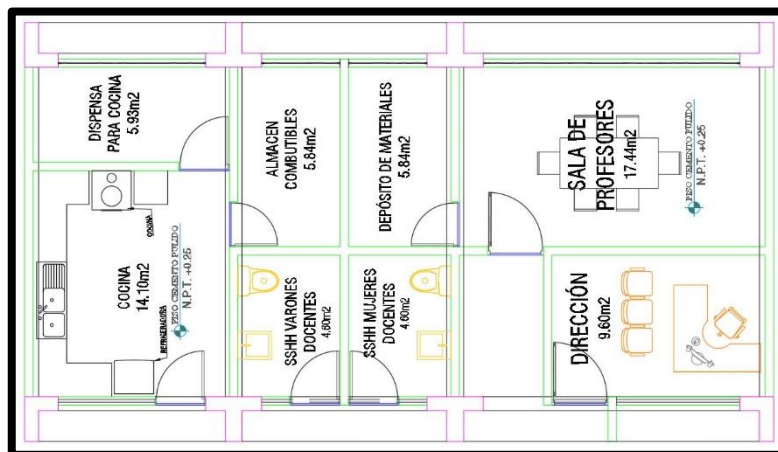 DISPENSA
PARA COCINA
5.93m2
ALMACEN
COMBUTIBLES
5.84m2
DEPÓSITO DE MATERIALES
5.84m2
SALA DE
PROFESORES
17.44m2
PISO CEMENTO PULIDO
N.P.T. +0.25
COCINA
COCINA
14.10m2
PISO CEMENTO PULIDO
N.P.T. +0.25
REFRIGERADORA
SSHH VARONES
DOCENTES
4.60m2
SSHH MUJERES
DOCENTES
4.60m2
DIRECCIÓN
9.60m2